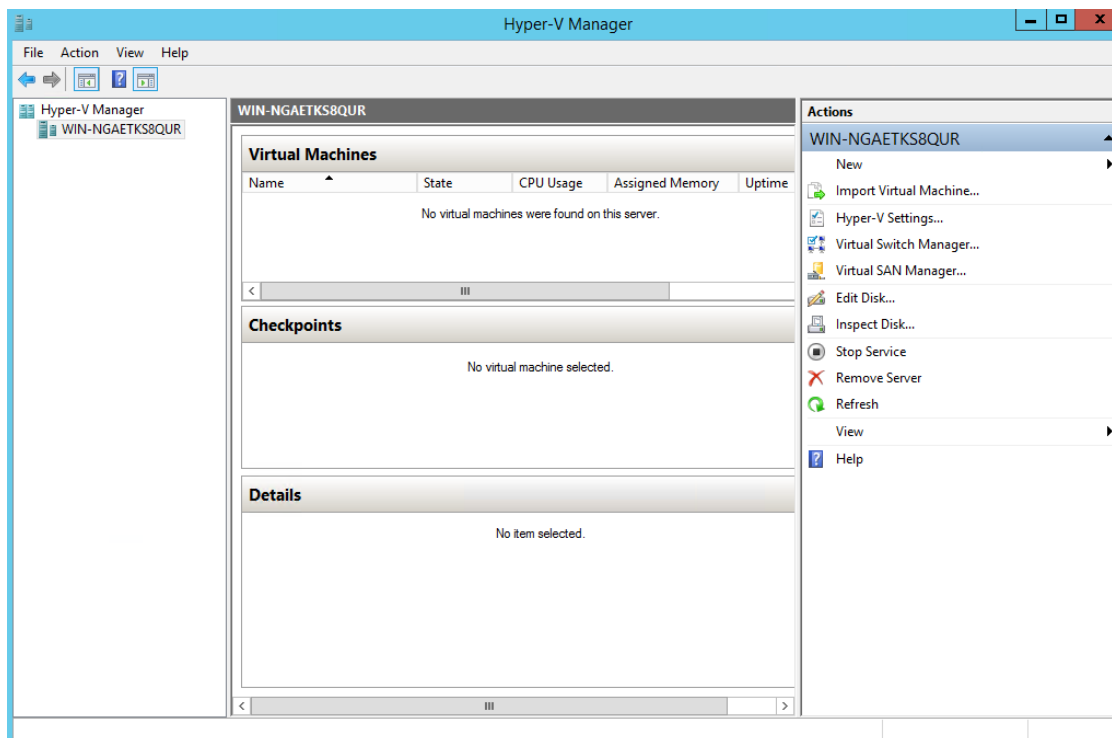 Hyper-V Manager
File Action View Help
Hyper-V Manager
WIN-NGAETKS8QUR
WIN-NGAETKS8QUR
Virtual Machines
Name State CPU Usage Assigned Memory Uptime
No virtual machines were found on this server.
Checkpoints
No virtual machine selected.
Details
No item selected.
Actions
WIN-NGAETKS8QUR
New
Import Virtual Machine...
Hyper-V Settings...
Virtual Switch Manager...
Virtual SAN Manager...
Edit Disk...
Inspect Disk...
Stop Service
Remove Server
Refresh
View
Help